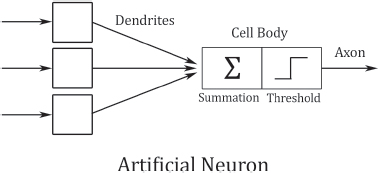 Dendrites
Cell Body
Axon
Σ
Summation Threshold
Artificial Neuron